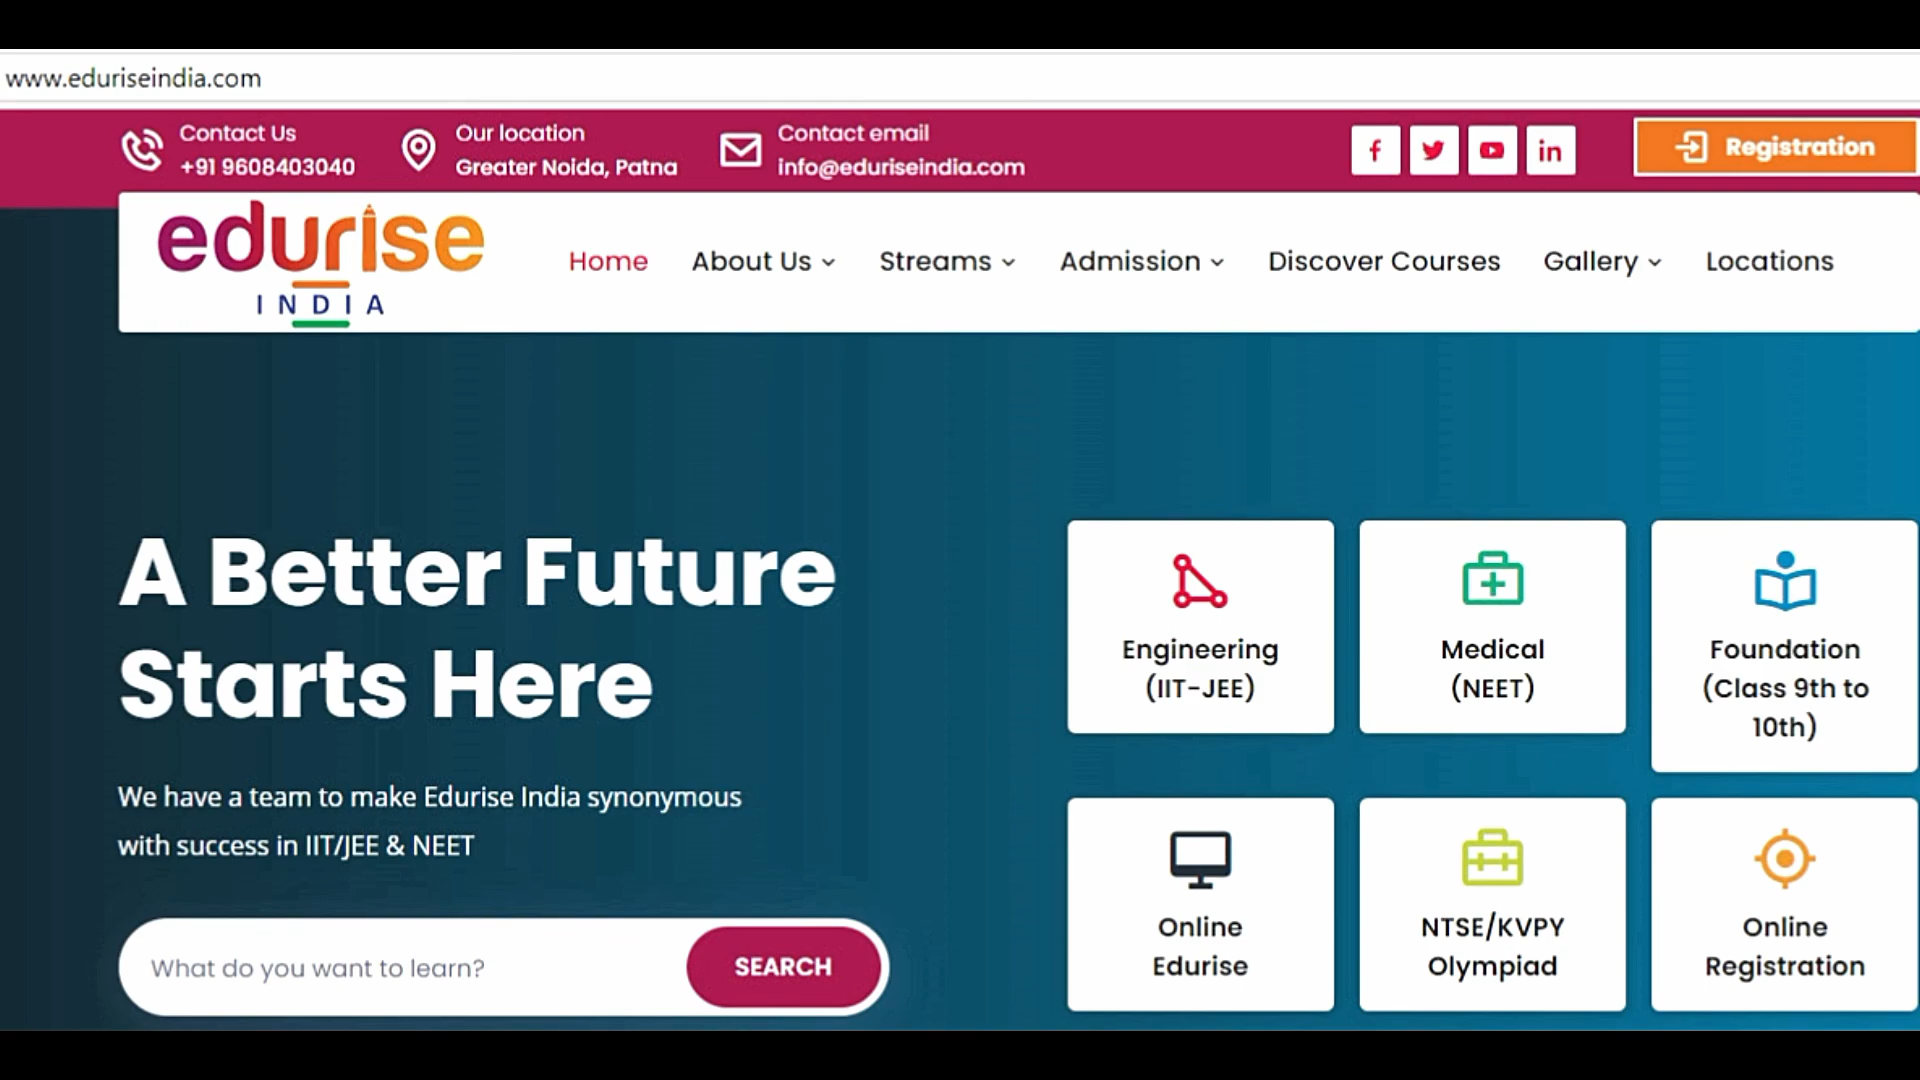 www.eduriseindia.com
Contact Us
+91 9608403040
Our location
Greater Noida, Patna
Contact email
info@eduriseindia.com
f
in
Registration
edurise
INDIA
Home
About Us
Streams
Admission
Discover Courses
Gallery
Locations
A Better Future
Starts Here
We have a team to make Edurise India synonymous
with success in IIT/JEE & NEET
What do you want to learn?
SEARCH
Engineering
(IIT-JEE)
Medical
(NEET)
Foundation
(Class 9th to
10th)
Online
Edurise
NTSE/KVPY
Olympiad
Online
Registration